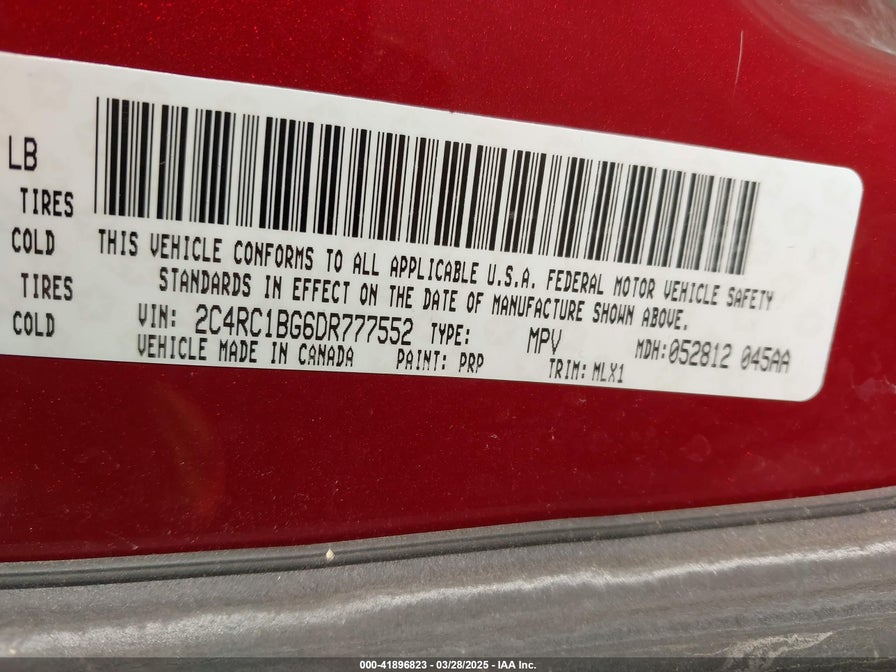 LB
TIRES
COLD
TIRES
COLD
THIS VEHICLE CONFORMS TO ALL APPLICABLE U.S.A. FEDERAL MOTOR VEHICLE SAFETY
STANDARDS IN EFFECT ON THE DATE OF MANUFACTURE SHOWN ABOVE.
VIN: 2C4RC1BG6DR777552 TYPE: MPV MDH:052812 045AA
VEHICLE MADE IN CANADA PAINT: PRP TRIM: MLX1
000-41896823 - 03/28/2025 - IAA Inc.